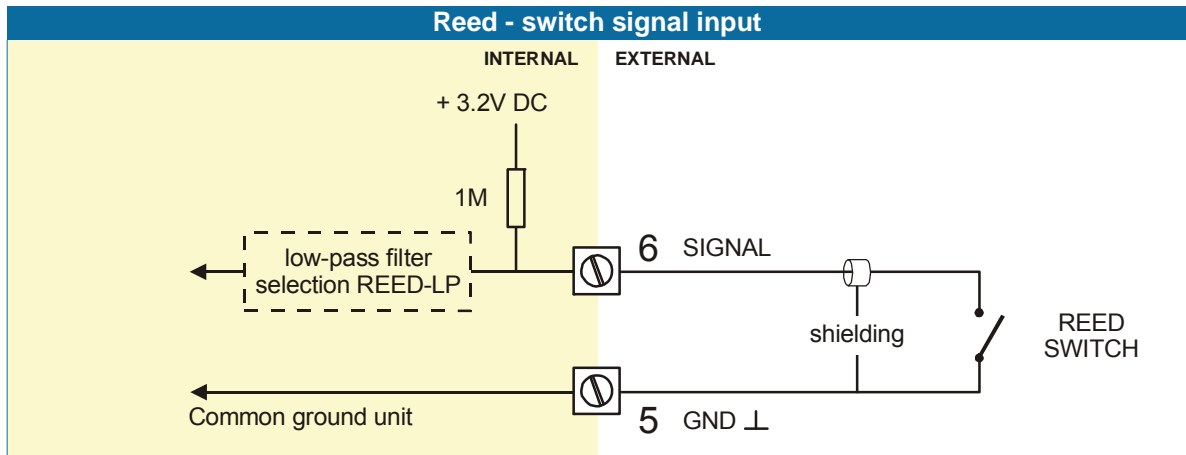 Reed - switch signal input
INTERNAL
EXTERNAL
+ 3.2V DC
1M
low-pass filter
selection REED-LP
6 SIGNAL
shielding
REED
SWITCH
Common ground unit
5 GND ⊥